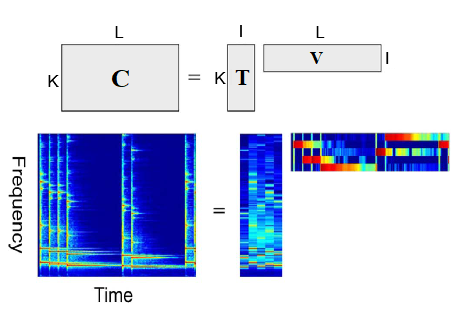 L I L
K C = K T V I
Frequency
=
Time